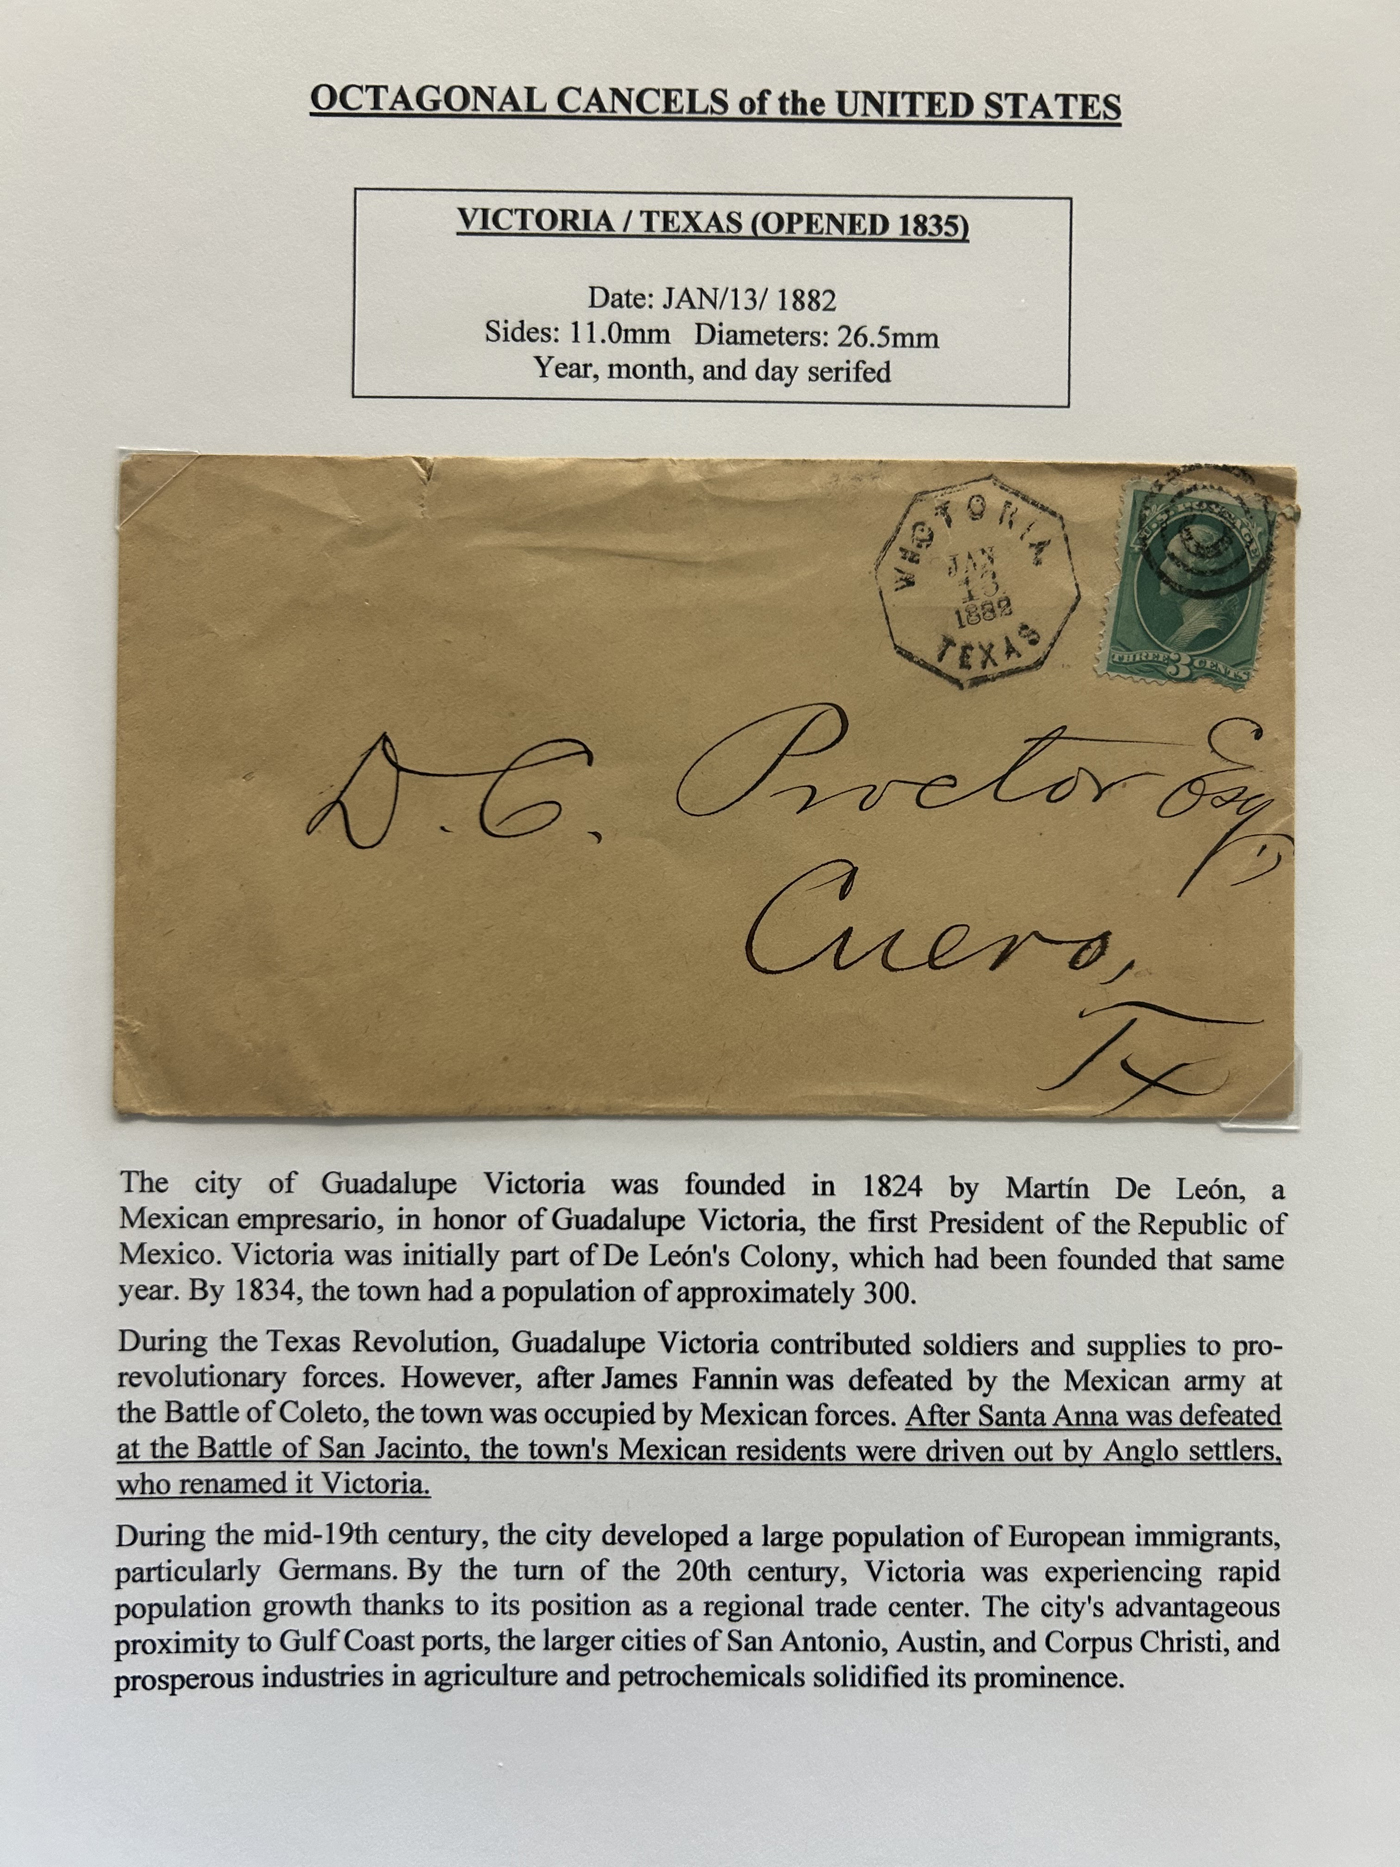 OCTAGONAL CANCELS of the UNITED STATES
VICTORIA / TEXAS (OPENED 1835)
Date: JAN/13/ 1882
Sides: 11.0mm   Diameters: 26.5mm
Year, month, and day serifed
VICTORIA
JAN
13
1882
TEXAS
U.S. POSTAGE
THREE 3 CENTS
D. C. Proctor Esq
Cuero,
Tx
The city of Guadalupe Victoria was founded in 1824 by Martín De León, a
Mexican empresario, in honor of Guadalupe Victoria, the first President of the Republic of
Mexico. Victoria was initially part of De León's Colony, which had been founded that same
year. By 1834, the town had a population of approximately 300.
During the Texas Revolution, Guadalupe Victoria contributed soldiers and supplies to pro-
revolutionary forces. However, after James Fannin was defeated by the Mexican army at
the Battle of Coleto, the town was occupied by Mexican forces. After Santa Anna was defeated
at the Battle of San Jacinto, the town's Mexican residents were driven out by Anglo settlers,
who renamed it Victoria.
During the mid-19th century, the city developed a large population of European immigrants,
particularly Germans. By the turn of the 20th century, Victoria was experiencing rapid
population growth thanks to its position as a regional trade center. The city's advantageous
proximity to Gulf Coast ports, the larger cities of San Antonio, Austin, and Corpus Christi, and
prosperous industries in agriculture and petrochemicals solidified its prominence.